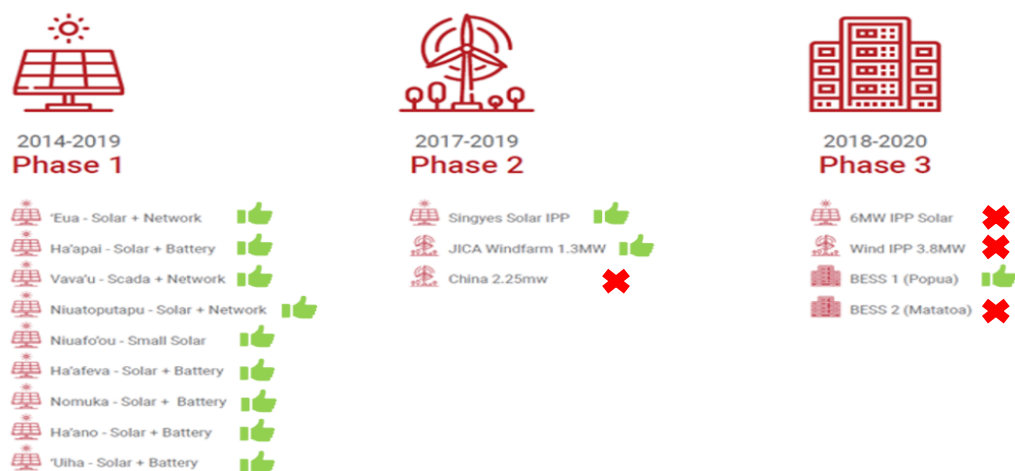 2014-2019
Phase 1
'Eua - Solar + Network
Ha'apai - Solar + Battery
Vava'u - Scada + Network
Niuatoputapu - Solar + Network
Niuafo'ou - Small Solar
Ha'afeva - Solar + Battery
Nomuka - Solar + Battery
Ha'ano - Solar + Battery
'Uiha - Solar + Battery
2017-2019
Phase 2
Singyes Solar IPP
JICA Windfarm 1.3MW
China 2.25mw
2018-2020
Phase 3
6MW IPP Solar
Wind IPP 3.8MW
BESS 1 (Popua)
BESS 2 (Matatoa)